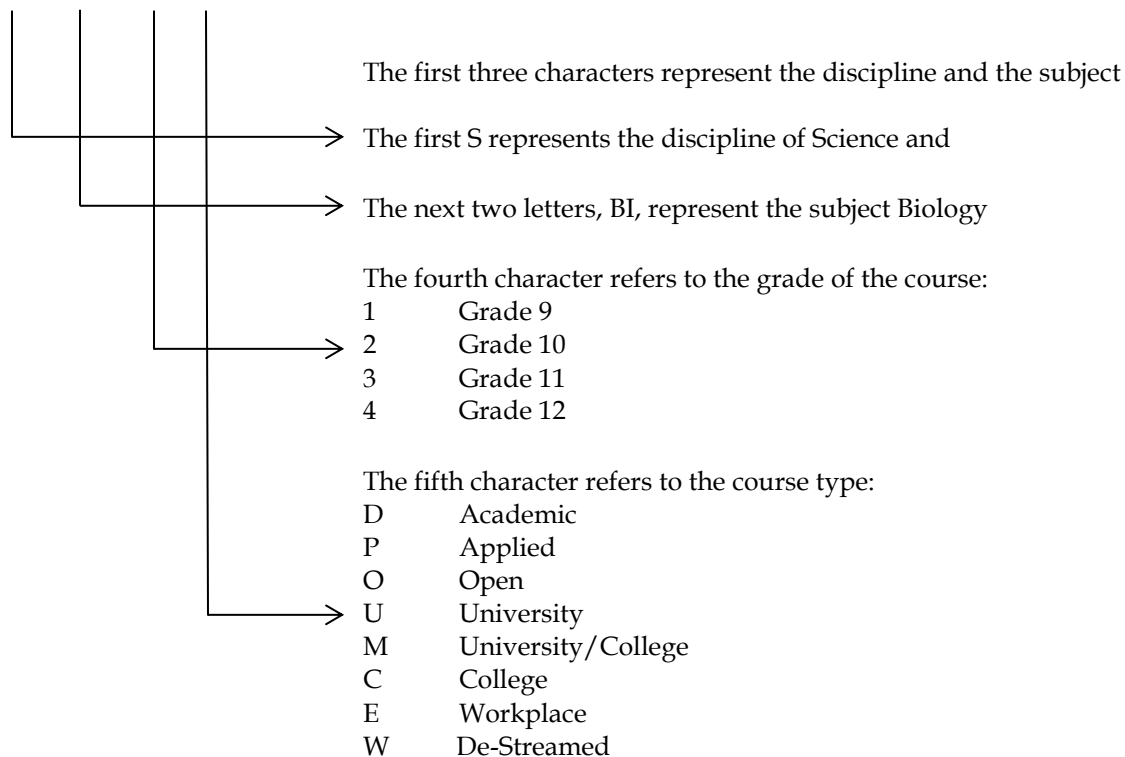 The first three characters represent the discipline and the subject
The first S represents the discipline of Science and
The next two letters, BI, represent the subject Biology
The fourth character refers to the grade of the course:
1 Grade 9
2 Grade 10
3 Grade 11
4 Grade 12
The fifth character refers to the course type:
D Academic
P Applied
O Open
U University
M University/College
C College
E Workplace
W De-Streamed